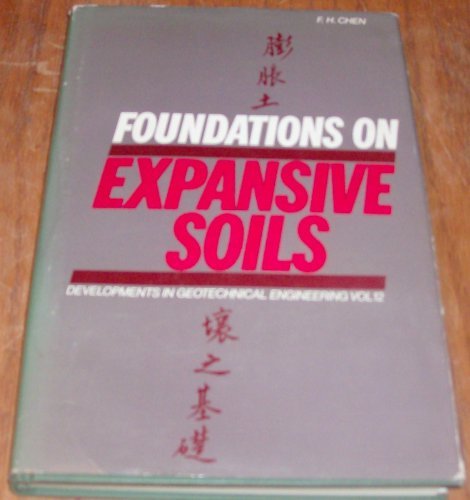 F. H. CHEN
膨
脹
土
FOUNDATIONS ON
EXPANSIVE
SOILS
DEVELOPMENTS IN GEOTECHNICAL ENGINEERING VOL.12
壤
之
基
礎